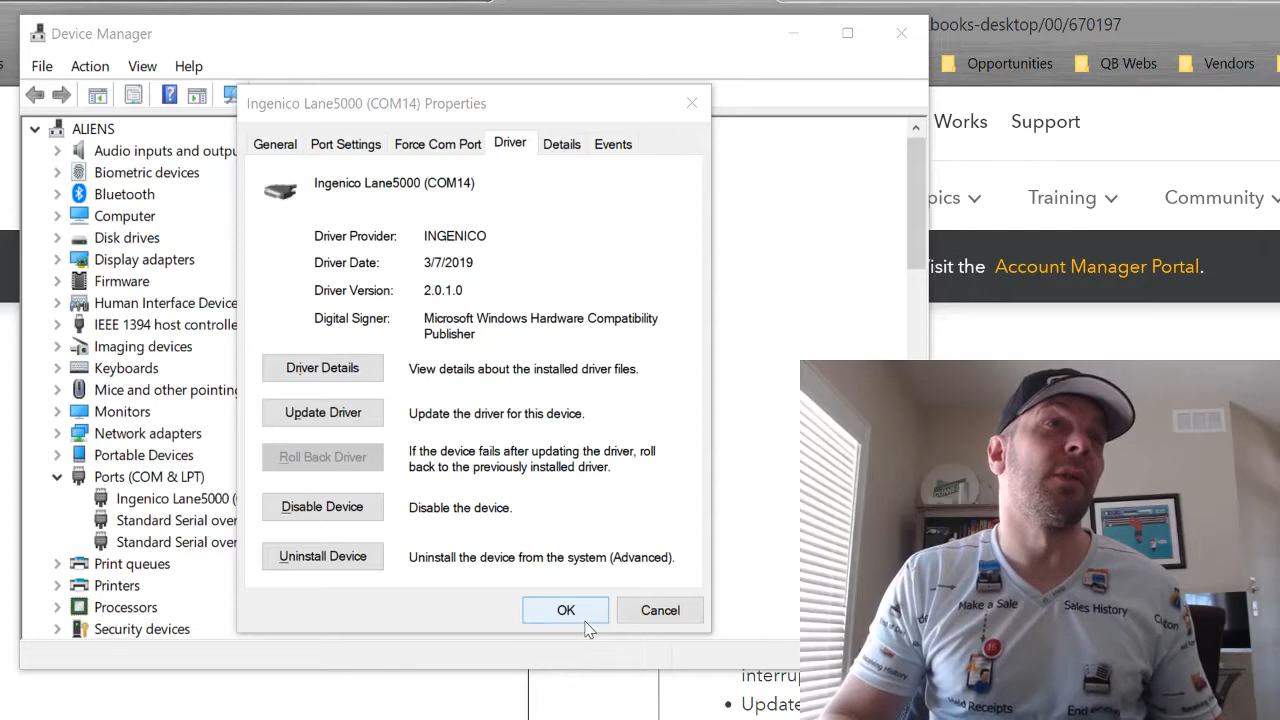 Device Manager
books-desktop/00/670197
File Action View Help
Opportunities QB Webs Vendors
Ingenico Lane5000 (COM14) Properties
Works Support
General Port Settings Force Com Port Driver Details Events
ALIENS
Audio inputs and outpu
Biometric devices
Bluetooth
Computer
Disk drives
Display adapters
Firmware
Human Interface Device
IEEE 1394 host controlle
Imaging devices
Keyboards
Mice and other pointing
Monitors
Network adapters
Portable Devices
Ports (COM & LPT)
Ingenico Lane5000 (
Standard Serial over
Standard Serial over
Print queues
Printers
Processors
Security devices
Ingenico Lane5000 (COM14)
Driver Provider: INGENICO
Driver Date: 3/7/2019
Driver Version: 2.0.1.0
Digital Signer: Microsoft Windows Hardware Compatibility
Publisher
Driver Details View details about the installed driver files.
Update Driver Update the driver for this device.
Roll Back Driver If the device fails after updating the driver, roll
back to the previously installed driver.
Disable Device Disable the device.
Uninstall Device Uninstall the device from the system (Advanced).
OK Cancel
pics Training Community
isit the Account Manager Portal.
interrup
Update
Make a Sale
Sales History
Receiving History
Held Receipts